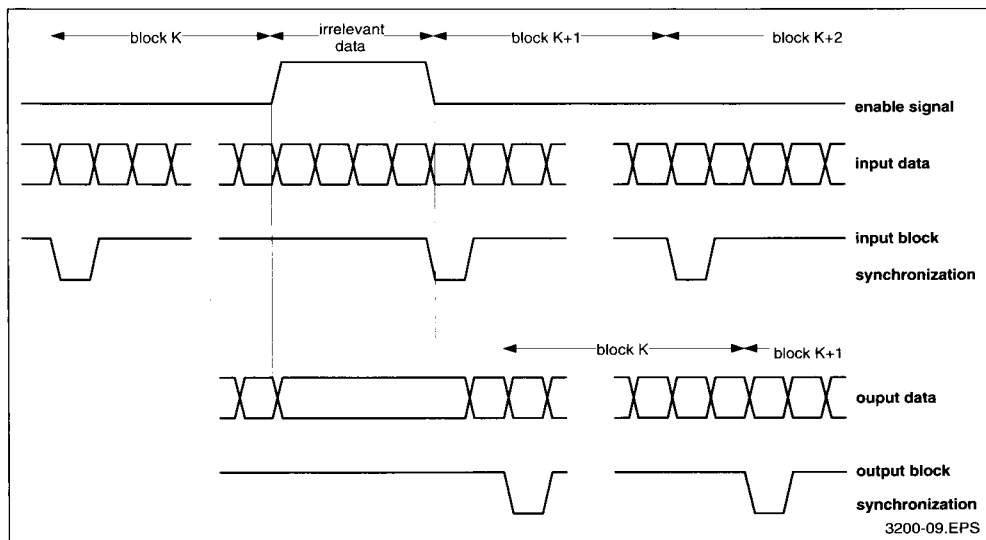 block K
irrelevant
data
block K+1
block K+2
enable signal
input data
input block
synchronization
block K
block K+1
ouput data
output block
synchronization
3200-09.EPS